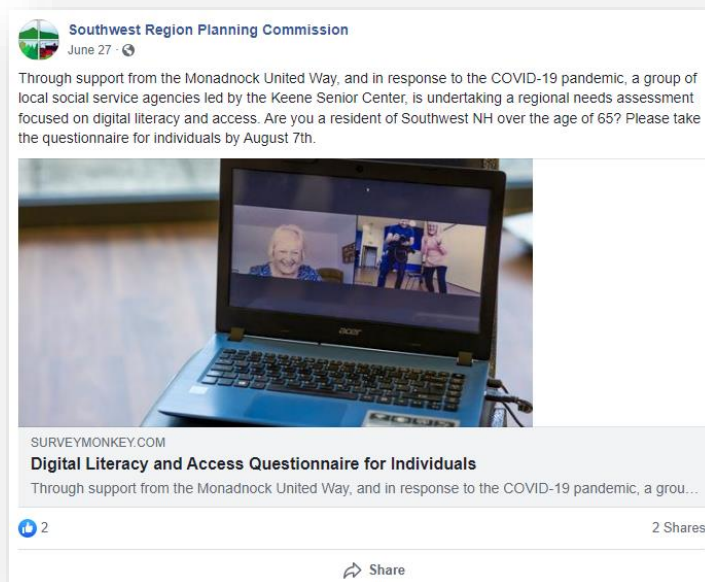 Southwest Region Planning Commission
June 27 ·
Through support from the Monadnock United Way, and in response to the COVID-19 pandemic, a group of
local social service agencies led by the Keene Senior Center, is undertaking a regional needs assessment
focused on digital literacy and access. Are you a resident of Southwest NH over the age of 65? Please take
the questionnaire for individuals by August 7th.
acer
SURVEYMONKEY.COM
Digital Literacy and Access Questionnaire for Individuals
Through support from the Monadnock United Way, and in response to the COVID-19 pandemic, a grou...
2
2 Shares
Share